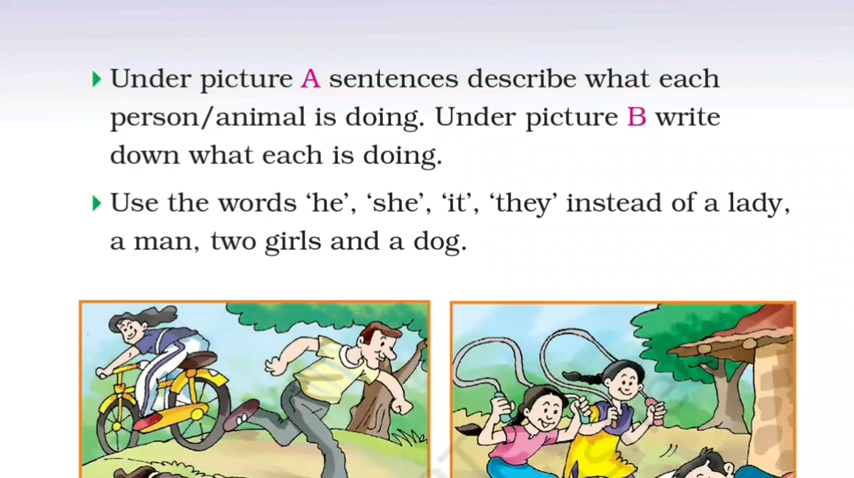 Under picture A sentences describe what each
person/animal is doing. Under picture B write
down what each is doing.
Use the words ‘he’, ‘she’, ‘it’, ‘they’ instead of a lady,
a man, two girls and a dog.